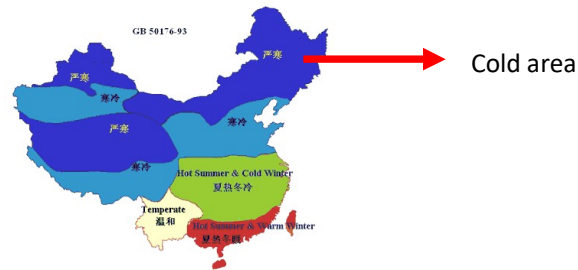 GB 50176-93
严寒
Cold area
严寒
寒冷
寒冷
严寒
寒冷
Hot Summer & Cold Winter
夏热冬冷
Temperate
温和
Hot Summer & Warm Winter
夏热冬暖